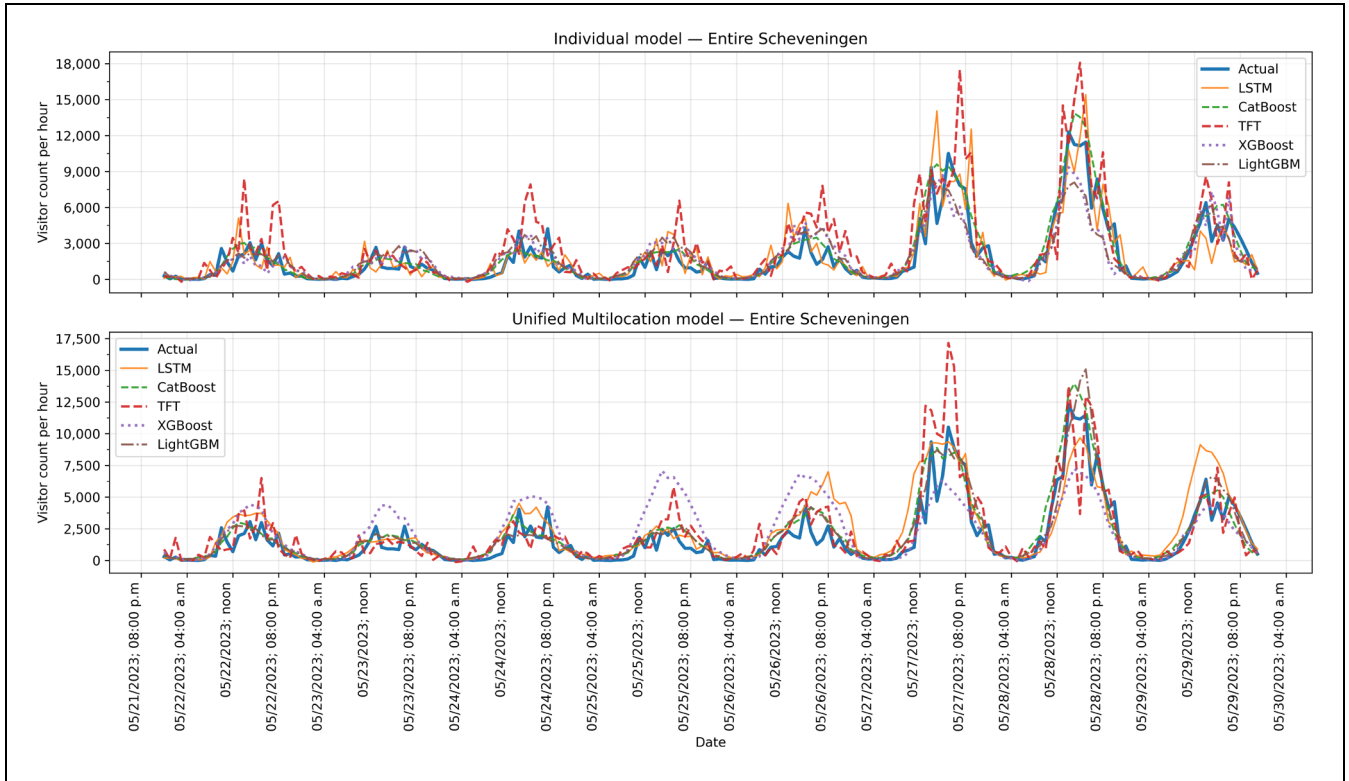 Individual model — Entire Scheveningen
Visitor count per hour
18,000
15,000
12,000
9,000
6,000
3,000
0
Actual
LSTM
CatBoost
TFT
XGBoost
LightGBM
Unified Multilocation model — Entire Scheveningen
Visitor count per hour
17,500
15,000
12,500
10,000
7,500
5,000
2,500
0
Actual
LSTM
CatBoost
TFT
XGBoost
LightGBM
05/21/2023; 08:00 p.m
05/22/2023; 04:00 a.m
05/22/2023; noon
05/22/2023; 08:00 p.m
05/23/2023; 04:00 a.m
05/23/2023; noon
05/23/2023; 08:00 p.m
05/24/2023; 04:00 a.m
05/24/2023; noon
05/24/2023; 08:00 p.m
05/25/2023; 04:00 a.m
05/25/2023; noon
05/25/2023; 08:00 p.m
05/26/2023; 04:00 a.m
05/26/2023; noon
05/26/2023; 08:00 p.m
05/27/2023; 04:00 a.m
05/27/2023; noon
05/27/2023; 08:00 p.m
05/28/2023; 04:00 a.m
05/28/2023; noon
05/28/2023; 08:00 p.m
05/29/2023; 04:00 a.m
05/29/2023; noon
05/29/2023; 08:00 p.m
05/30/2023; 04:00 a.m
Date